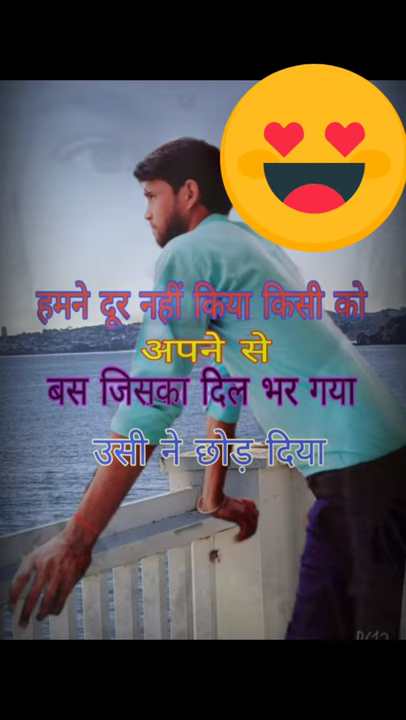 हमने दूर नहीं किया किसी को
अपने से
बस जिसका दिल भर गया
उसी ने छोड़ दिया